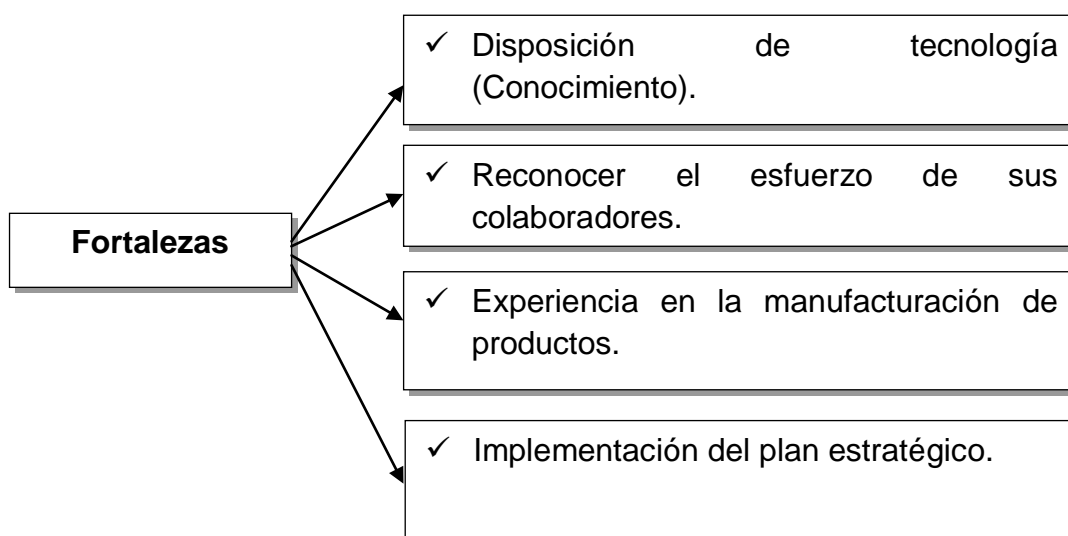 ✓ Disposición de tecnología
(Conocimiento).
✓ Reconocer el esfuerzo de sus
colaboradores.
Fortalezas
✓ Experiencia en la manufacturación de
productos.
✓ Implementación del plan estratégico.